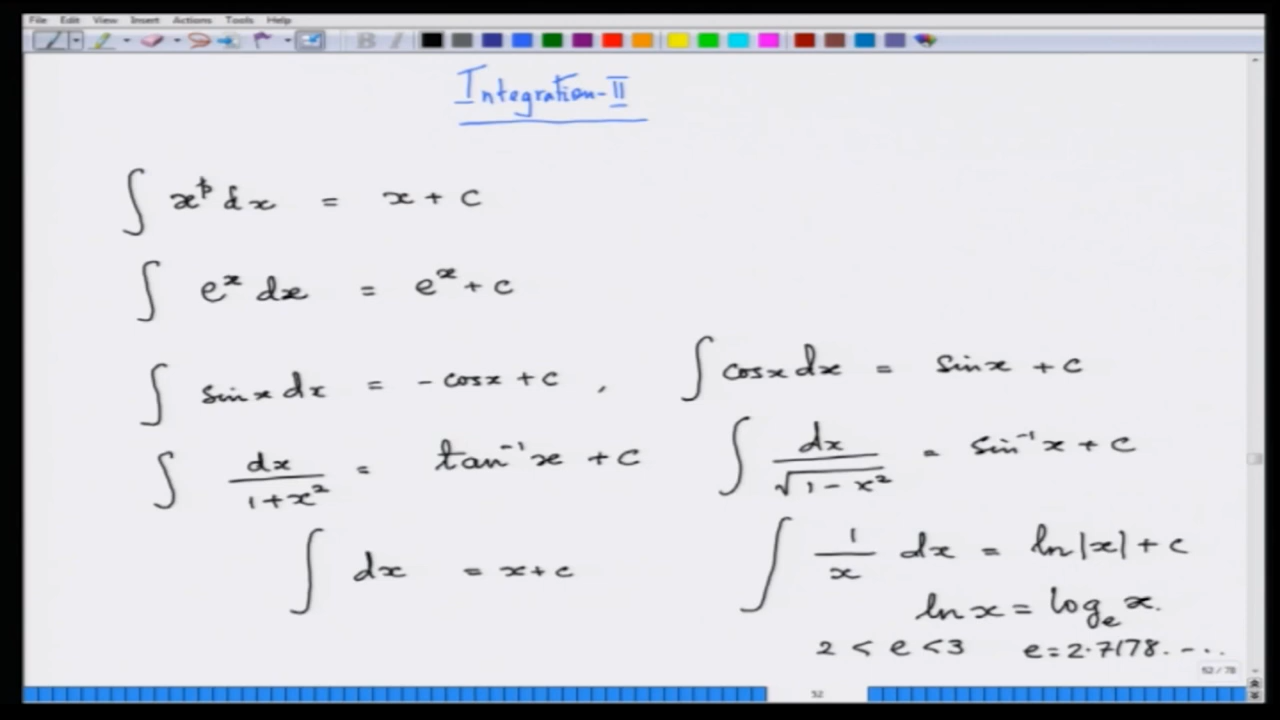 File Edit View Insert Actions Tools Help
B I
Integration-II
∫ x^p dx = x + c
∫ e^x dx = e^x + c
∫ sin x dx = - cos x + c , ∫ cos x dx = sin x + c
∫ dx/(1+x²) = tan⁻¹ x + c ∫ dx/√(1-x²) = sin⁻¹ x + c
∫ dx = x + c ∫ 1/x dx = ln|x| + c
ln x = log_e x.
2 < e < 3 e = 2.7178.....
52 / 78
52